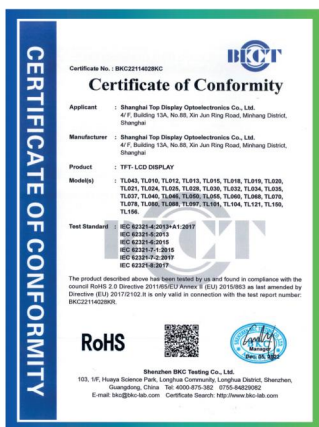 CERTIFICATE OF CONFORMITY
BKCT
Certificate No. : BKC22114028KC
Certificate of Conformity
Applicant : Shanghai Top Display Optoelectronics Co., Ltd.
4/ F, Building 13A, No.88, Xin Jun Ring Road, Minhang District,
Shanghai
Manufacturer : Shanghai Top Display Optoelectronics Co., Ltd.
4/ F, Building 13A, No.88, Xin Jun Ring Road, Minhang District,
Shanghai
Product : TFT- LCD DISPLAY
Model(s) : TL043, TL010, TL012, TL013, TL015, TL018, TL019, TL020,
TL021, TL024, TL025, TL028, TL030, TL032, TL034, TL035,
TL037, TL040, TL046, TL050, TL055, TL060, TL068, TL070,
TL078, TL080, TL088, TL097, TL101, TL104, TL121, TL150,
TL156.
Test Standard : IEC 62321-4:2013+A1:2017
IEC 62321-5:2013
IEC 62321-6:2015
IEC 62321-7-1:2015
IEC 62321-7-2:2017
IEC 62321-8:2017
The product described above has been tested by us and found in compliance with the
council RoHS 2.0 Directive 2011/65/EU Annex II (EU) 2015/863 as last amended by
Directive (EU) 2017/2102.It is only valid in connection with the test report number:
BKC22114028KR.
RoHS
Manager
Dec. 05, 2022
Shenzhen BKC Testing Co., Ltd.
103, 1/F, Huaya Science Park, Longhua Community, Longhua District, Shenzhen,
Guangdong, China Tel: 4000-875-382 0755-84829082
E-mail: bkc@bkc-lab.com Certificate Search: http://www.bkc-lab.com